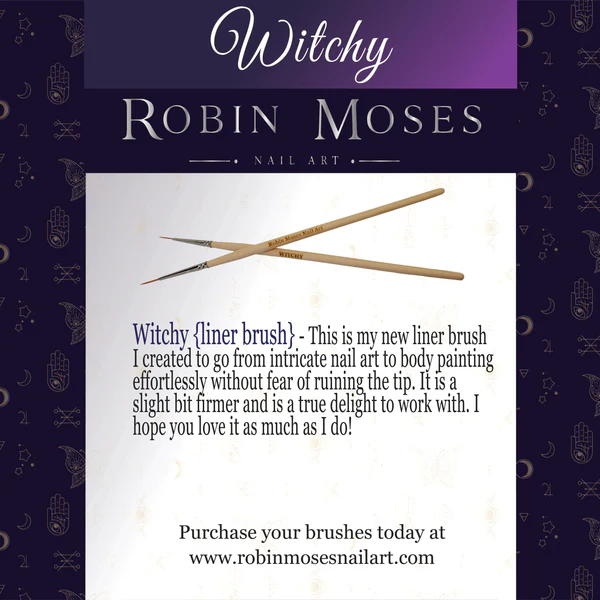 Witchy
ROBIN MOSES
NAIL ART
Robin Moses Nail Art
WITCHY
Witchy {liner brush} - This is my new liner brush
I created to go from intricate nail art to body painting
effortlessly without fear of ruining the tip. It is a
slight bit firmer and is a true delight to work with. I
hope you love it as much as I do!
Purchase your brushes today at
www.robinmosesnailart.com